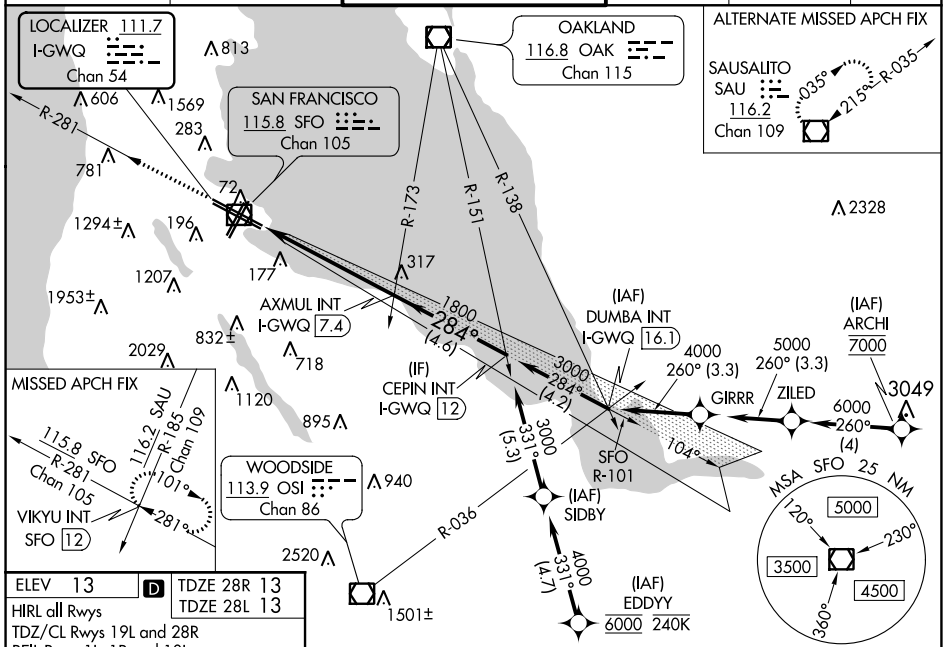 LOCALIZER 111.7
I-GWQ
Chan 54
813
OAKLAND
116.8 OAK
Chan 115
ALTERNATE MISSED APCH FIX
SAUSALITO
SAU
116.2
Chan 109
035°
215°
R-035
606
1569
R-281
283
SAN FRANCISCO
115.8 SFO
Chan 105
781
72
R-173
R-151
R-138
1294±
196
2328
177
317
1207
1953±
AXMUL INT
I-GWQ 7.4
1800
284°
(4.6)
(IAF)
DUMBA INT
I-GWQ 16.1
(IAF)
ARCHI
7000
832±
718
2029
(IF)
CEPIN INT
I-GWQ 12
3000
284°
(4.2)
4000
260° (3.3)
5000
260° (3.3)
GIRRR
ZILED
3049
6000
260°
(4)
MISSED APCH FIX
1120
895
3000
331°
(5.3)
SFO
R-101
104°
115.8 SFO
R-281
Chan 105
116.2 SAU
R-185
Chan 109
101°
281°
VIKYU INT
SFO 12
WOODSIDE
113.9 OSI
Chan 86
940
R-036
(IAF)
SIDBY
MSA SFO 25 NM
120°
5000
230°
3500
4500
360°
2520
1501±
4000
331°
(4.7)
(IAF)
EDDYY
6000 240K
ELEV 13
D
TDZE 28R 13
TDZE 28L 13
HIRL all Rwys
TDZ/CL Rwys 19L and 28R